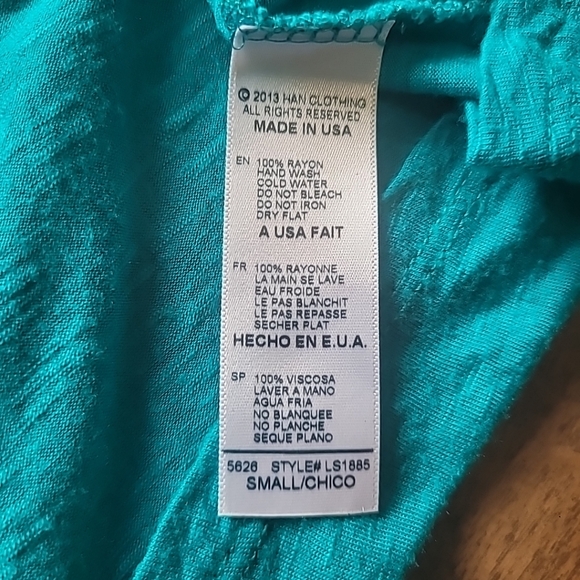 © 2013 HAN CLOTHING
ALL RIGHTS RESERVED
MADE IN USA
EN 100% RAYON
HAND WASH
COLD WATER
DO NOT BLEACH
DO NOT IRON
DRY FLAT
A USA FAIT
FR 100% RAYONNE
LA MAIN SE LAVE
EAU FROIDE
LE PAS BLANCHIT
LE PAS REPASSE
SECHER PLAT
HECHO EN E.U.A.
SP 100% VISCOSA
LAVER A MANO
AGUA FRIA
NO BLANQUEE
NO PLANCHE
SEQUE PLANO
5626 STYLE# LS1885
SMALL/CHICO